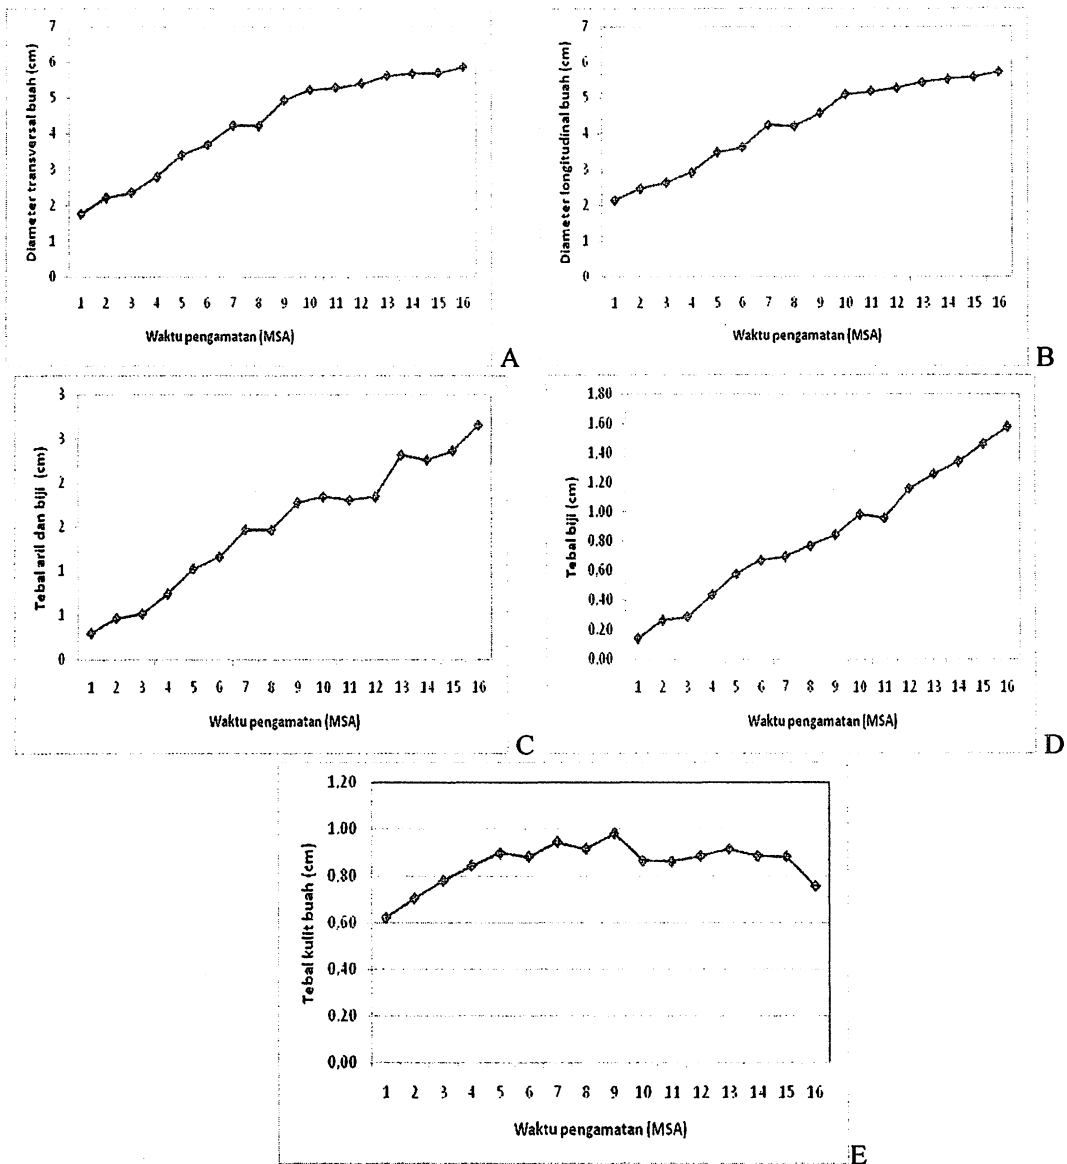 Diameter transversal buah (cm)
7
6
5
4
3
2
1
0
1 2 3 4 5 6 7 8 9 10 11 12 13 14 15 16
Waktu pengamatan (MSA)
A
Diameter longitudinal buah (cm)
7
6
5
4
3
2
1
0
1 2 3 4 5 6 7 8 9 10 11 12 13 14 15 16
Waktu pengamatan (MSA)
B
Tebal aril dan biji (cm)
3
3
2
2
1
1
0
1 2 3 4 5 6 7 8 9 10 11 12 13 14 15 16
Waktu pengamatan (MSA)
C
Tebal biji (cm)
1.80
1.60
1.40
1.20
1.00
0.80
0.60
0.40
0.20
0.00
1 2 3 4 5 6 7 8 9 10 11 12 13 14 15 16
Waktu pengamatan (MSA)
D
Tebal kulit buah (cm)
1,20
1.00
0.80
0,60
0,40
0.20
0,00
1 2 3 4 5 6 7 8 9 10 11 12 13 14 15 16
Waktu pengamatan (MSA)
E